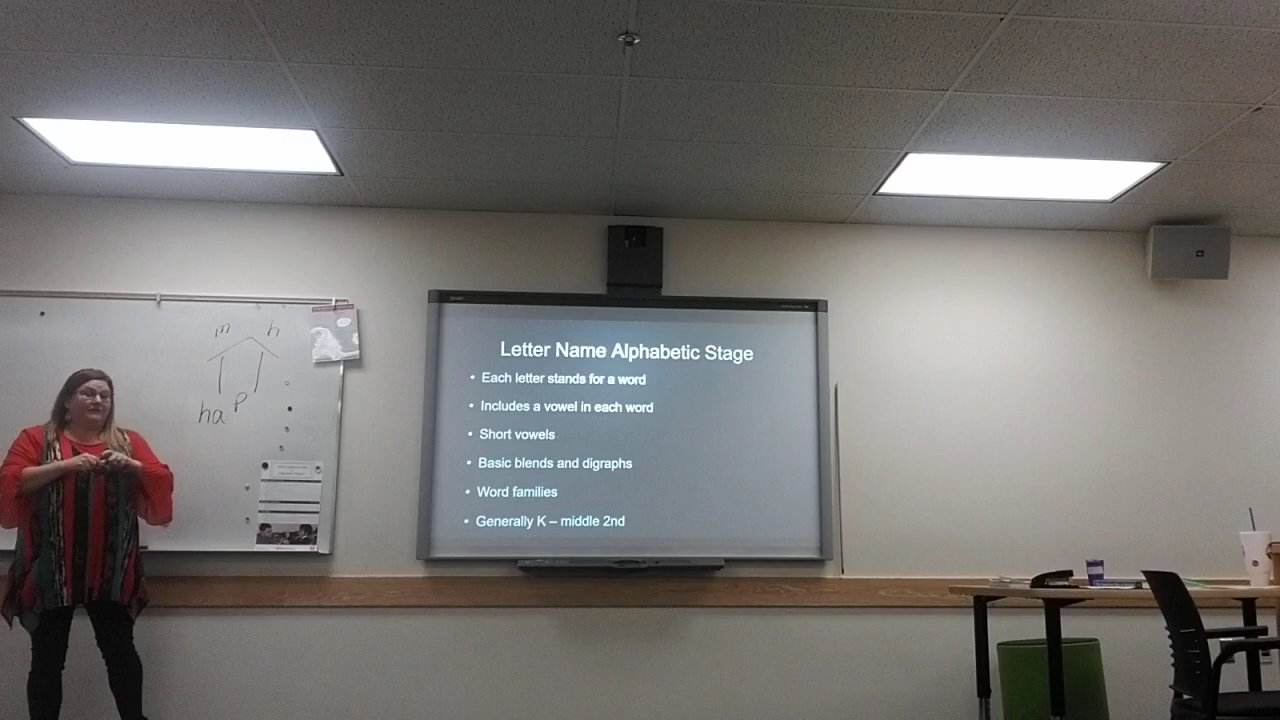 m h
ha p
Letter Name Alphabetic Stage
• Each letter stands for a word
• Includes a vowel in each word
• Short vowels
• Basic blends and digraphs
• Word families
• Generally K – middle 2nd